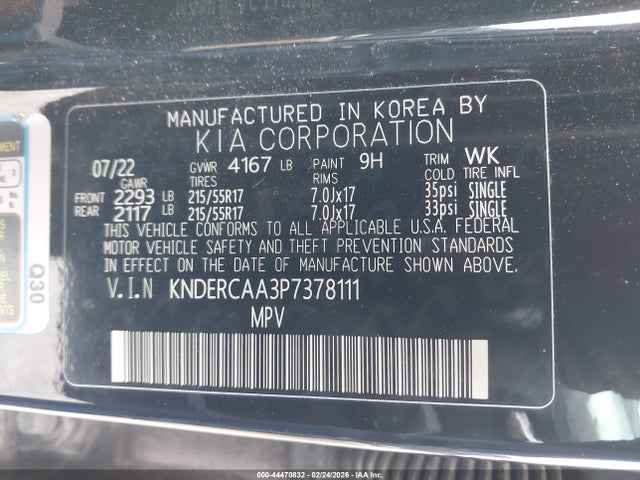 MANUFACTURED IN KOREA BY
KIA CORPORATION
07/22 GVWR 4167 LB PAINT 9H TRIM WK
GAWR TIRES RIMS COLD TIRE INFL
FRONT 2293 LB 215/55R17 7.0Jx17 35psi SINGLE
REAR 2117 LB 215/55R17 7.0Jx17 33psi SINGLE
THIS VEHICLE CONFORMS TO ALL APPLICABLE U.S.A. FEDERAL
MOTOR VEHICLE SAFETY AND THEFT PREVENTION STANDARDS
IN EFFECT ON THE DATE OF MANUFACTURE SHOWN ABOVE.
V.I.N KNDERCAA3P7378111
MPV
Q30
000-44470832 - 02/24/2026 - IAAI